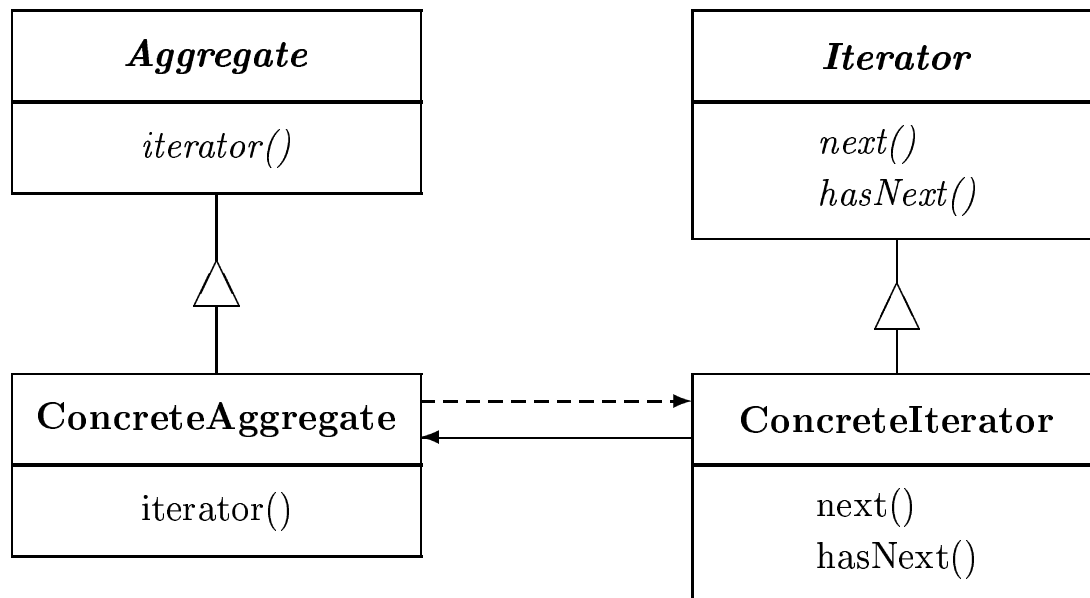 Aggregate
iterator()
Iterator
next()
hasNext()
ConcreteAggregate
iterator()
ConcreteIterator
next()
hasNext()